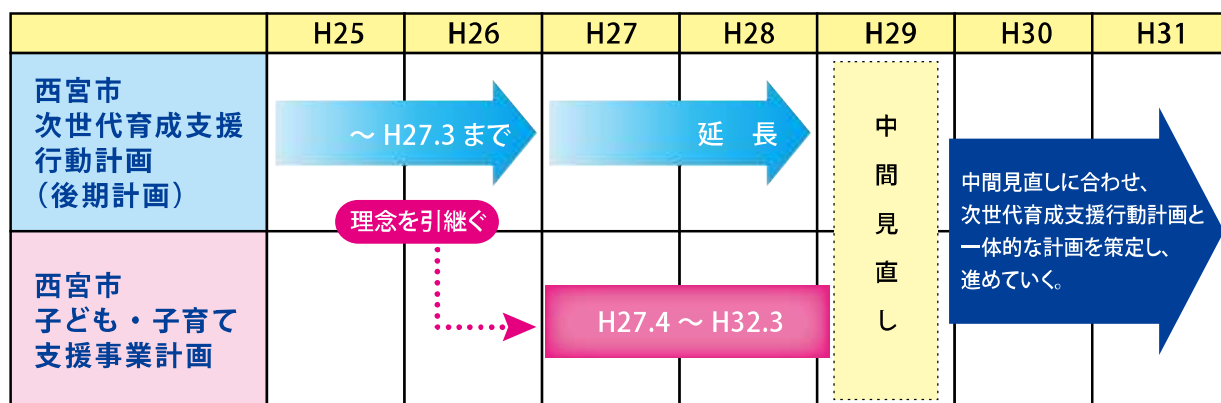 H25 H26 H27 H28 H29 H30 H31
西宮市
次世代育成支援
行動計画
（後期計画）
～ H27.3 まで
延 長
中間見直し
中間見直しに合わせ、
次世代育成支援行動計画と
一体的な計画を策定し、
進めていく。
理念を引継ぐ
西宮市
子ども・子育て
支援事業計画
H27.4 ～ H32.3